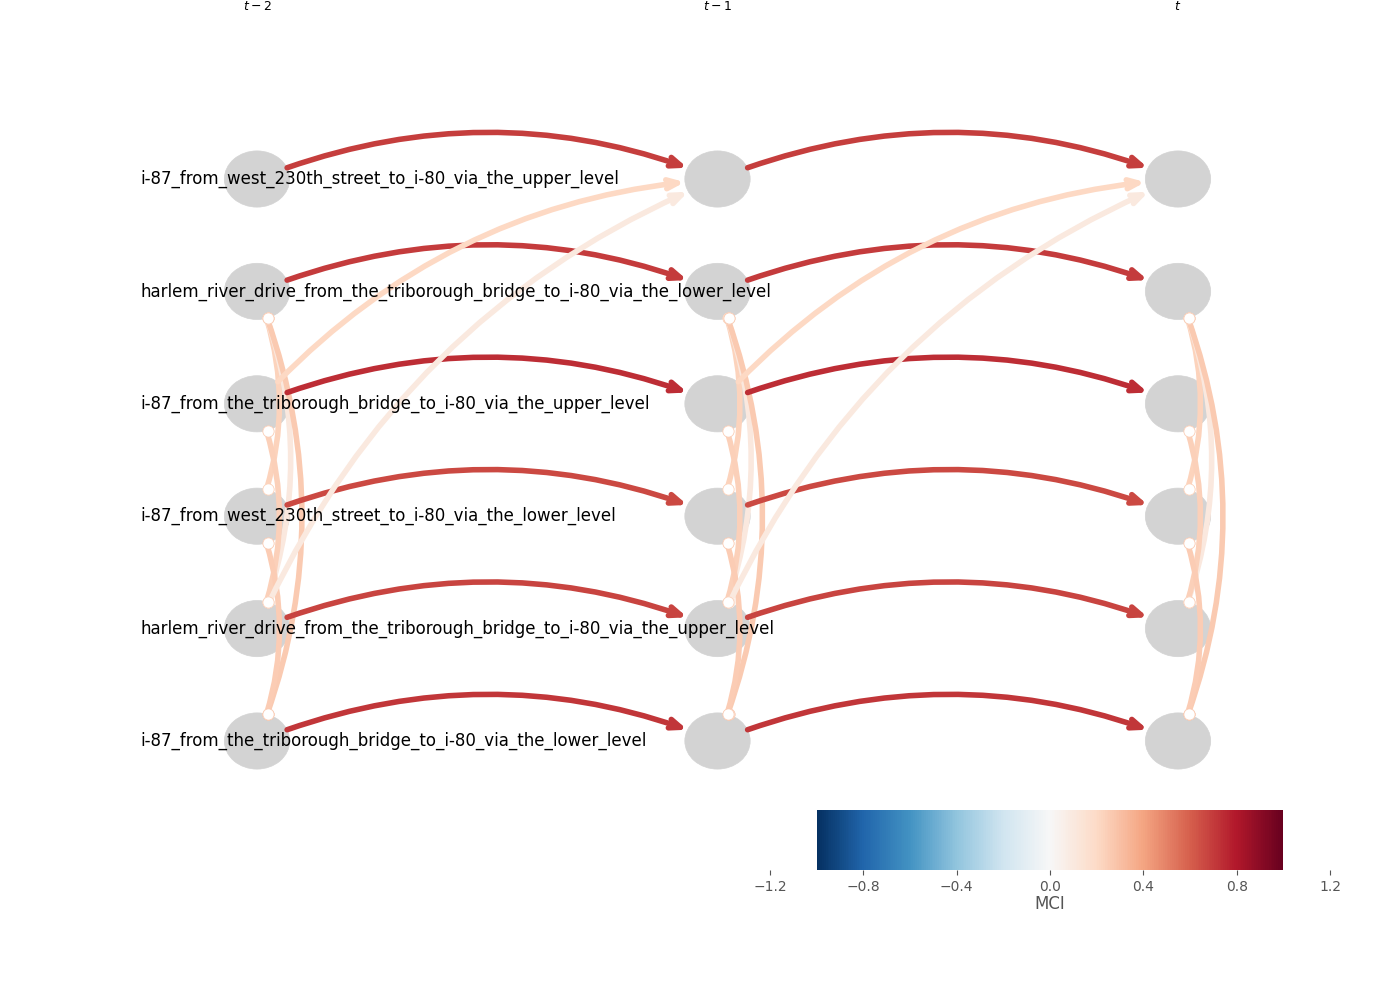 t − 2 t − 1 t
i-87_from_west_230th_street_to_i-80_via_the_upper_level
harlem_river_drive_from_the_triborough_bridge_to_i-80_via_the_lower_level
i-87_from_the_triborough_bridge_to_i-80_via_the_upper_level
i-87_from_west_230th_street_to_i-80_via_the_lower_level
harlem_river_drive_from_the_triborough_bridge_to_i-80_via_the_upper_level
i-87_from_the_triborough_bridge_to_i-80_via_the_lower_level
−1.2 −0.8 −0.4 0.0 0.4 0.8 1.2
MCI